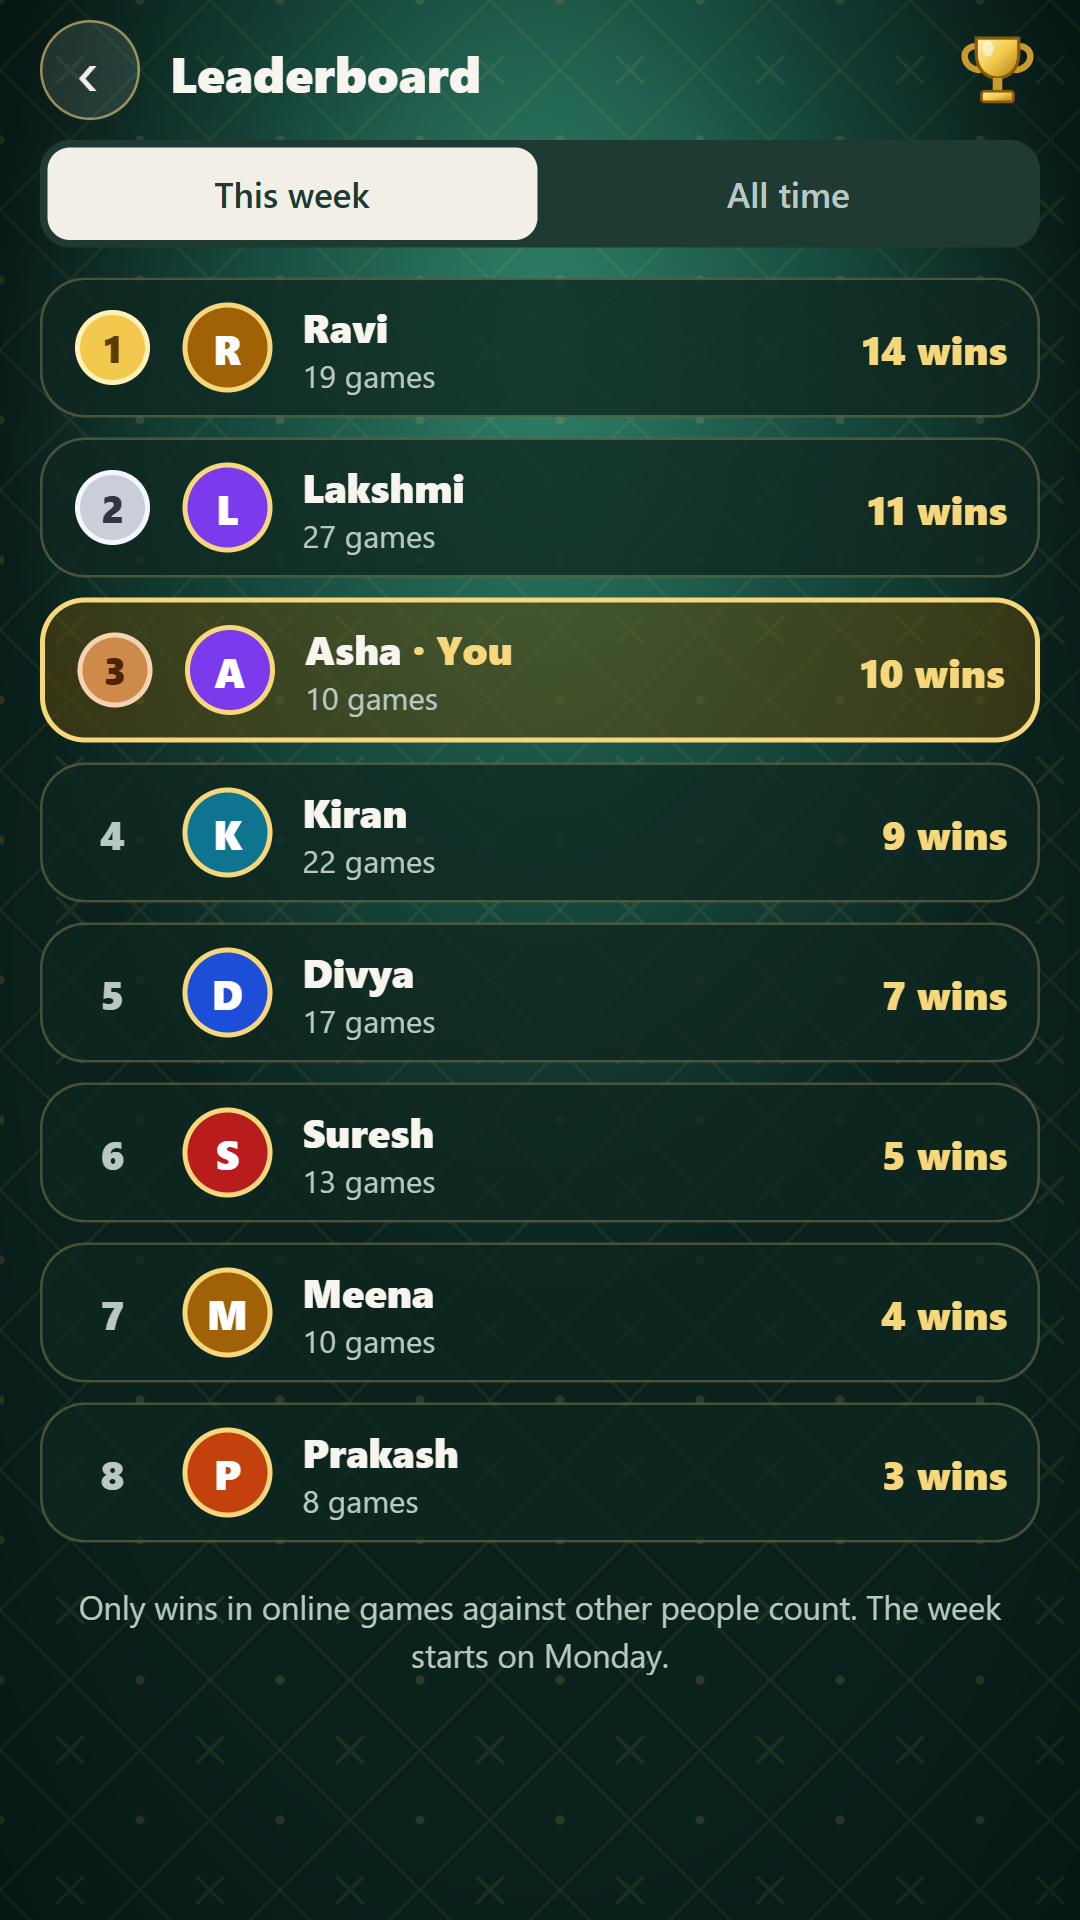 Leaderboard
This week
All time
1
R
Ravi
19 games
14 wins
2
L
Lakshmi
27 games
11 wins
3
A
Asha · You
10 games
10 wins
4
K
Kiran
22 games
9 wins
5
D
Divya
17 games
7 wins
6
S
Suresh
13 games
5 wins
7
M
Meena
10 games
4 wins
8
P
Prakash
8 games
3 wins
Only wins in online games against other people count. The week
starts on Monday.